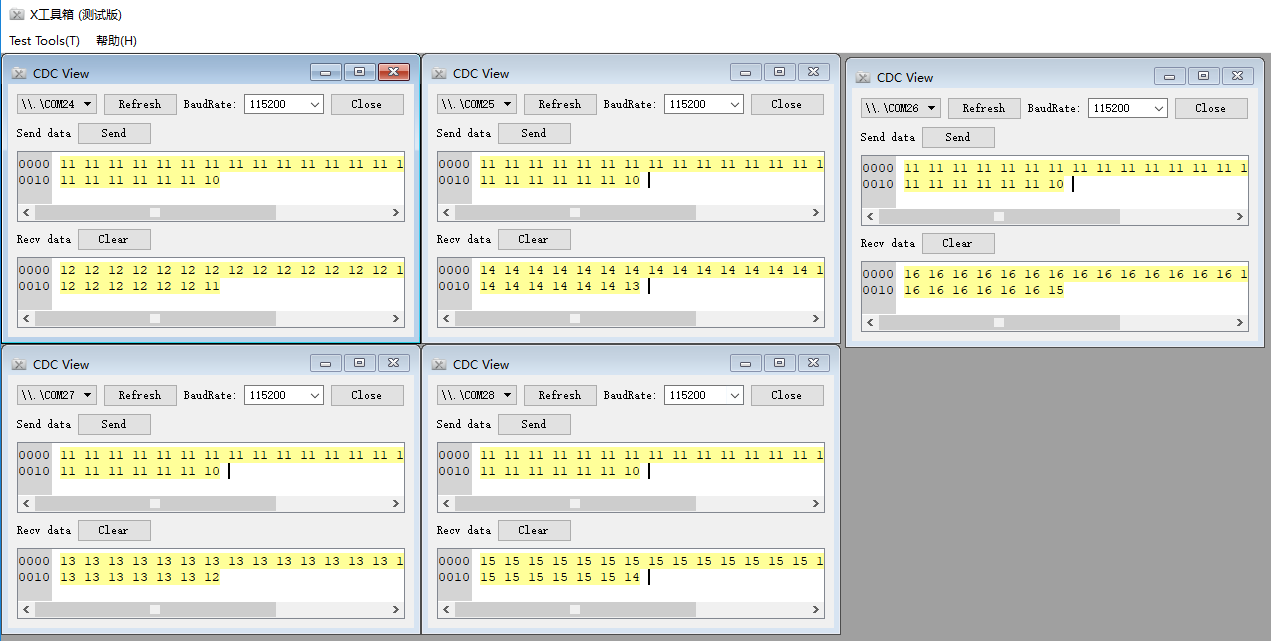 X工具箱 (测试版)
Test Tools(T) 帮助(H)
CDC View
\\.\COM24 Refresh BaudRate: 115200 Close
Send data Send
0000 11 11 11 11 11 11 11 11 11 11 11 11 11 11 1
0010 11 11 11 11 11 11 10
Recv data Clear
0000 12 12 12 12 12 12 12 12 12 12 12 12 12 12 1
0010 12 12 12 12 12 12 11
CDC View
\\.\COM25 Refresh BaudRate: 115200 Close
Send data Send
0000 11 11 11 11 11 11 11 11 11 11 11 11 11 11 1
0010 11 11 11 11 11 11 10
Recv data Clear
0000 14 14 14 14 14 14 14 14 14 14 14 14 14 14 1
0010 14 14 14 14 14 14 13
CDC View
\\.\COM26 Refresh BaudRate: 115200 Close
Send data Send
0000 11 11 11 11 11 11 11 11 11 11 11 11 11 11 1
0010 11 11 11 11 11 11 10
Recv data Clear
0000 16 16 16 16 16 16 16 16 16 16 16 16 16 16 1
0010 16 16 16 16 16 16 15
CDC View
\\.\COM27 Refresh BaudRate: 115200 Close
Send data Send
0000 11 11 11 11 11 11 11 11 11 11 11 11 11 11 1
0010 11 11 11 11 11 11 10
Recv data Clear
0000 13 13 13 13 13 13 13 13 13 13 13 13 13 13 1
0010 13 13 13 13 13 13 12
CDC View
\\.\COM28 Refresh BaudRate: 115200 Close
Send data Send
0000 11 11 11 11 11 11 11 11 11 11 11 11 11 11 1
0010 11 11 11 11 11 11 10
Recv data Clear
0000 15 15 15 15 15 15 15 15 15 15 15 15 15 15 1
0010 15 15 15 15 15 15 14